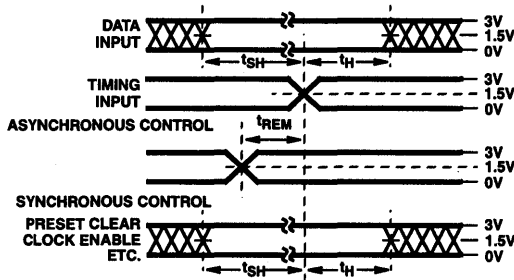 DATA INPUT
3V
1.5V
0V
tSH
tH
TIMING INPUT
3V
1.5V
0V
ASYNCHRONOUS CONTROL
tREM
3V
1.5V
0V
SYNCHRONOUS CONTROL
PRESET CLEAR
CLOCK ENABLE
ETC.
3V
1.5V
0V
tSH
tH